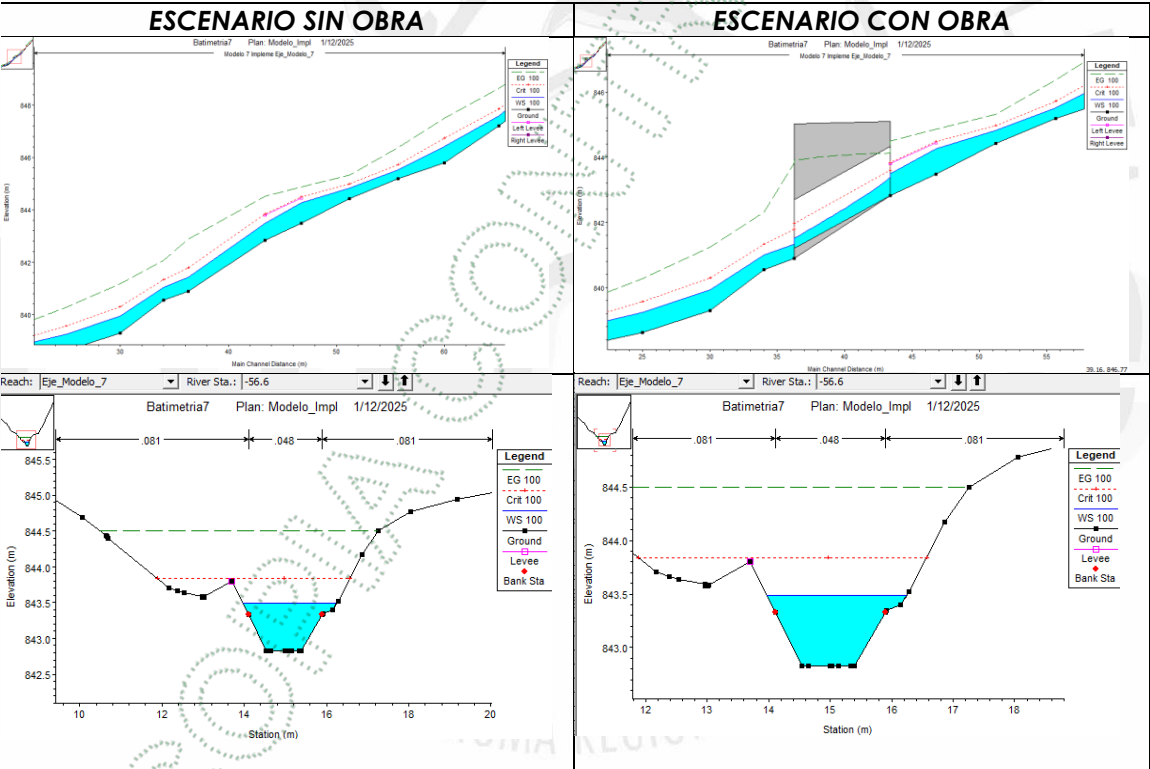 ESCENARIO SIN OBRA
ESCENARIO CON OBRA
Batimetria7 Plan: Modelo_Impl 1/12/2025
Modelo 7 Impleme Eje_Modelo_7
Legend
EG 100
Crit 100
WS 100
Ground
Left Levee
Right Levee
848
846
844
842
840
Elevation (m)
30
40
50
60
Main Channel Distance (m)
Batimetria7 Plan: Modelo_Impl 1/12/2025
Modelo 7 Impleme Eje_Modelo_7
Legend
EG 100
Crit 100
WS 100
Ground
Left Levee
Right Levee
846
844
842
840
Elevation (m)
25
30
35
40
45
50
55
Main Channel Distance (m)
39.16, 846.77
Reach: Eje_Modelo_7 River Sta.: -56.6
Batimetria7 Plan: Modelo_Impl 1/12/2025
.081
.048
.081
Legend
EG 100
Crit 100
WS 100
Ground
Levee
Bank Sta
845.5
845.0
844.5
844.0
843.5
843.0
842.5
Elevation (m)
10
12
14
16
18
20
Station (m)
Reach: Eje_Modelo_7 River Sta.: -56.6
Batimetria7 Plan: Modelo_Impl 1/12/2025
.081
.048
.081
Legend
EG 100
Crit 100
WS 100
Ground
Levee
Bank Sta
844.5
844.0
843.5
843.0
Elevation (m)
12
13
14
15
16
17
18
Station (m)